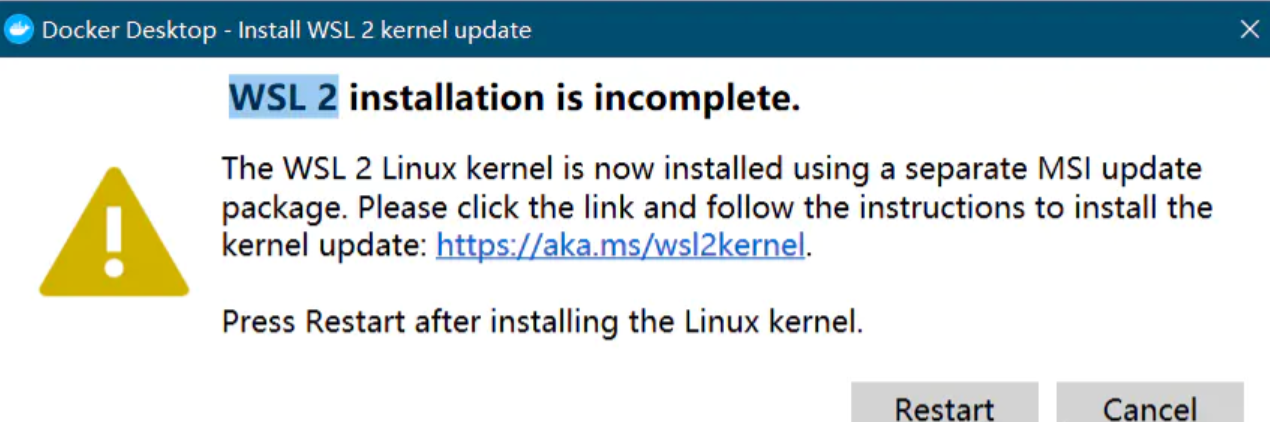 Docker Desktop - Install WSL 2 kernel update
WSL 2 installation is incomplete.
The WSL 2 Linux kernel is now installed using a separate MSI update
package. Please click the link and follow the instructions to install the
kernel update: https://aka.ms/wsl2kernel.
Press Restart after installing the Linux kernel.
Restart Cancel